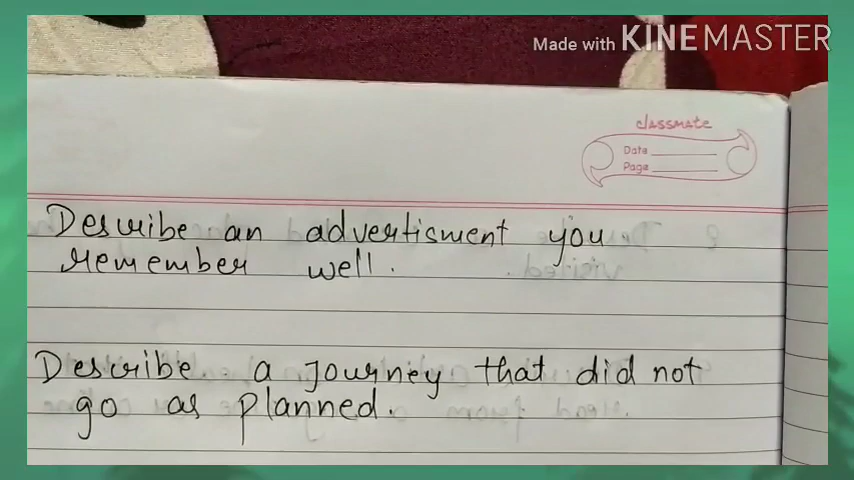 Made with KINEMASTER
classmate
Date
Page
Describe an advertisment you
remember well.
Describe a Journey that did not
go as planned.